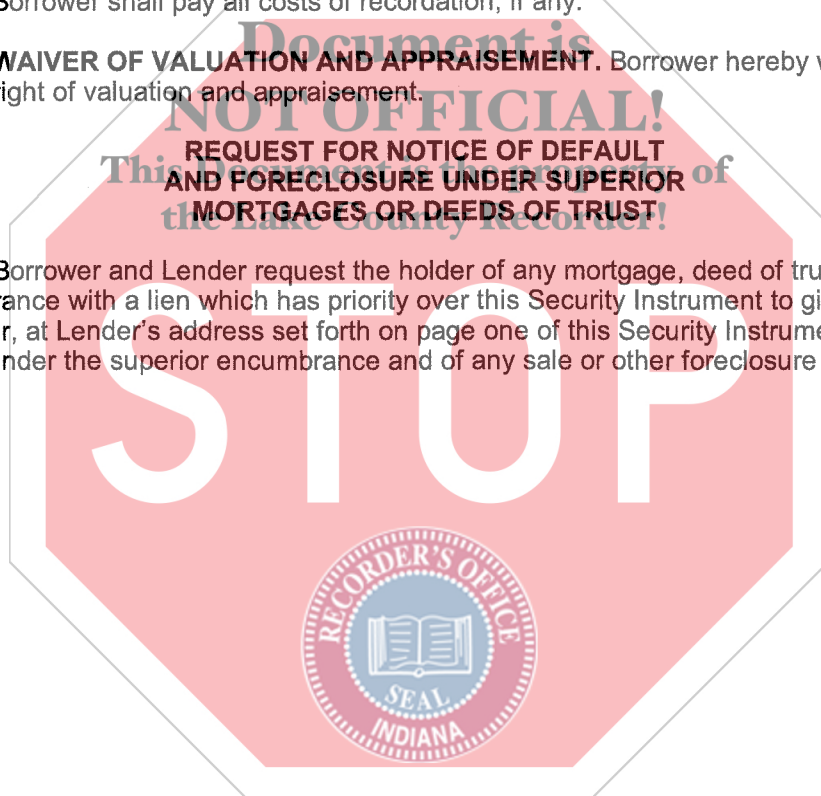 Borrower shall pay all costs of recordation, if any.
Document is
WAIVER OF VALUATION AND APPRAISEMENT. Borrower hereby
right of valuation and appraisement.
NOT OFFICIAL!
REQUEST FOR NOTICE OF DEFAULT
This Document is the property of
AND FORECLOSURE UNDER SUPERIOR
MORTGAGES OR DEEDS OF TRUST
the Lake County Recorder!
Borrower and Lender request the holder of any mortgage, deed of tru
rance with a lien which has priority over this Security Instrument to gi
r, at Lender's address set forth on page one of this Security Instrume
nder the superior encumbrance and of any sale or other foreclosure
STOP
RECORDER'S OFFICE
SEAL
INDIANA